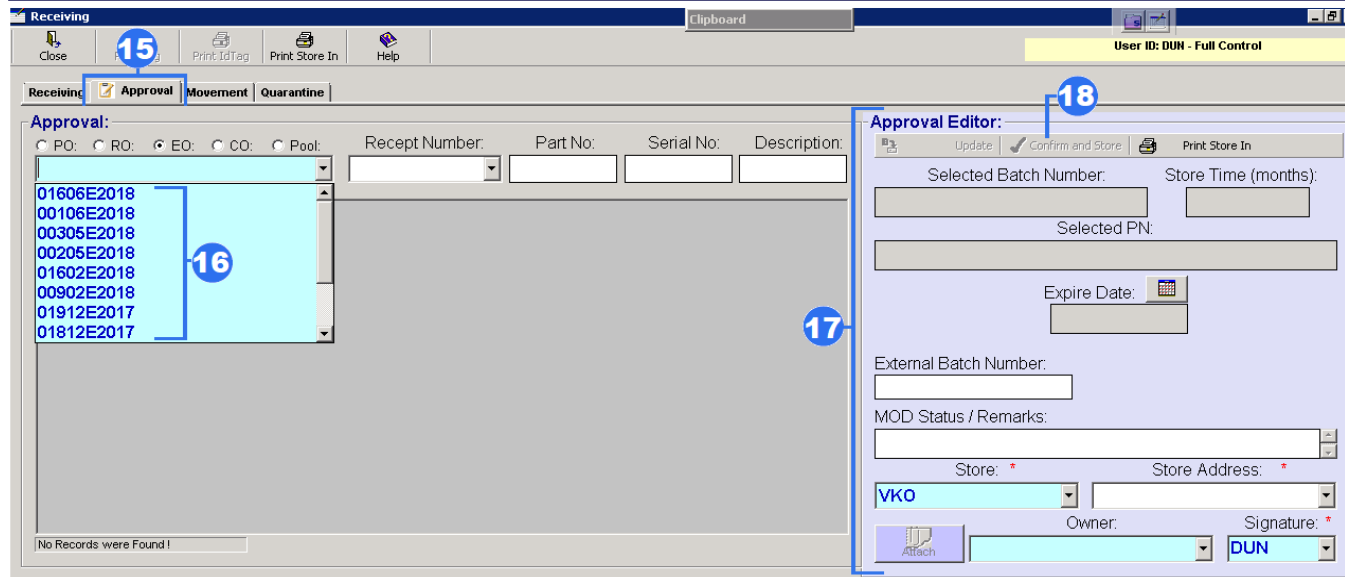 Receiving
Clipboard
Close
15
g
Print IdTag
Print Store In
Help
User ID: DUN - Full Control
Receiving
Approval
Movement
Quarantine
18
Approval:
PO: RO: EO: CO: Pool:
Recept Number:
Part No:
Serial No:
Description:
01606E2018
00106E2018
00305E2018
00205E2018
01602E2018
00902E2018
01912E2017
01812E2017
16
No Records were Found !
17
Approval Editor:
Update
Confirm and Store
Print Store In
Selected Batch Number:
Store Time (months):
Selected PN:
Expire Date:
External Batch Number:
MOD Status / Remarks:
Store: *
Store Address: *
VKO
Attach
Owner:
Signature: *
DUN